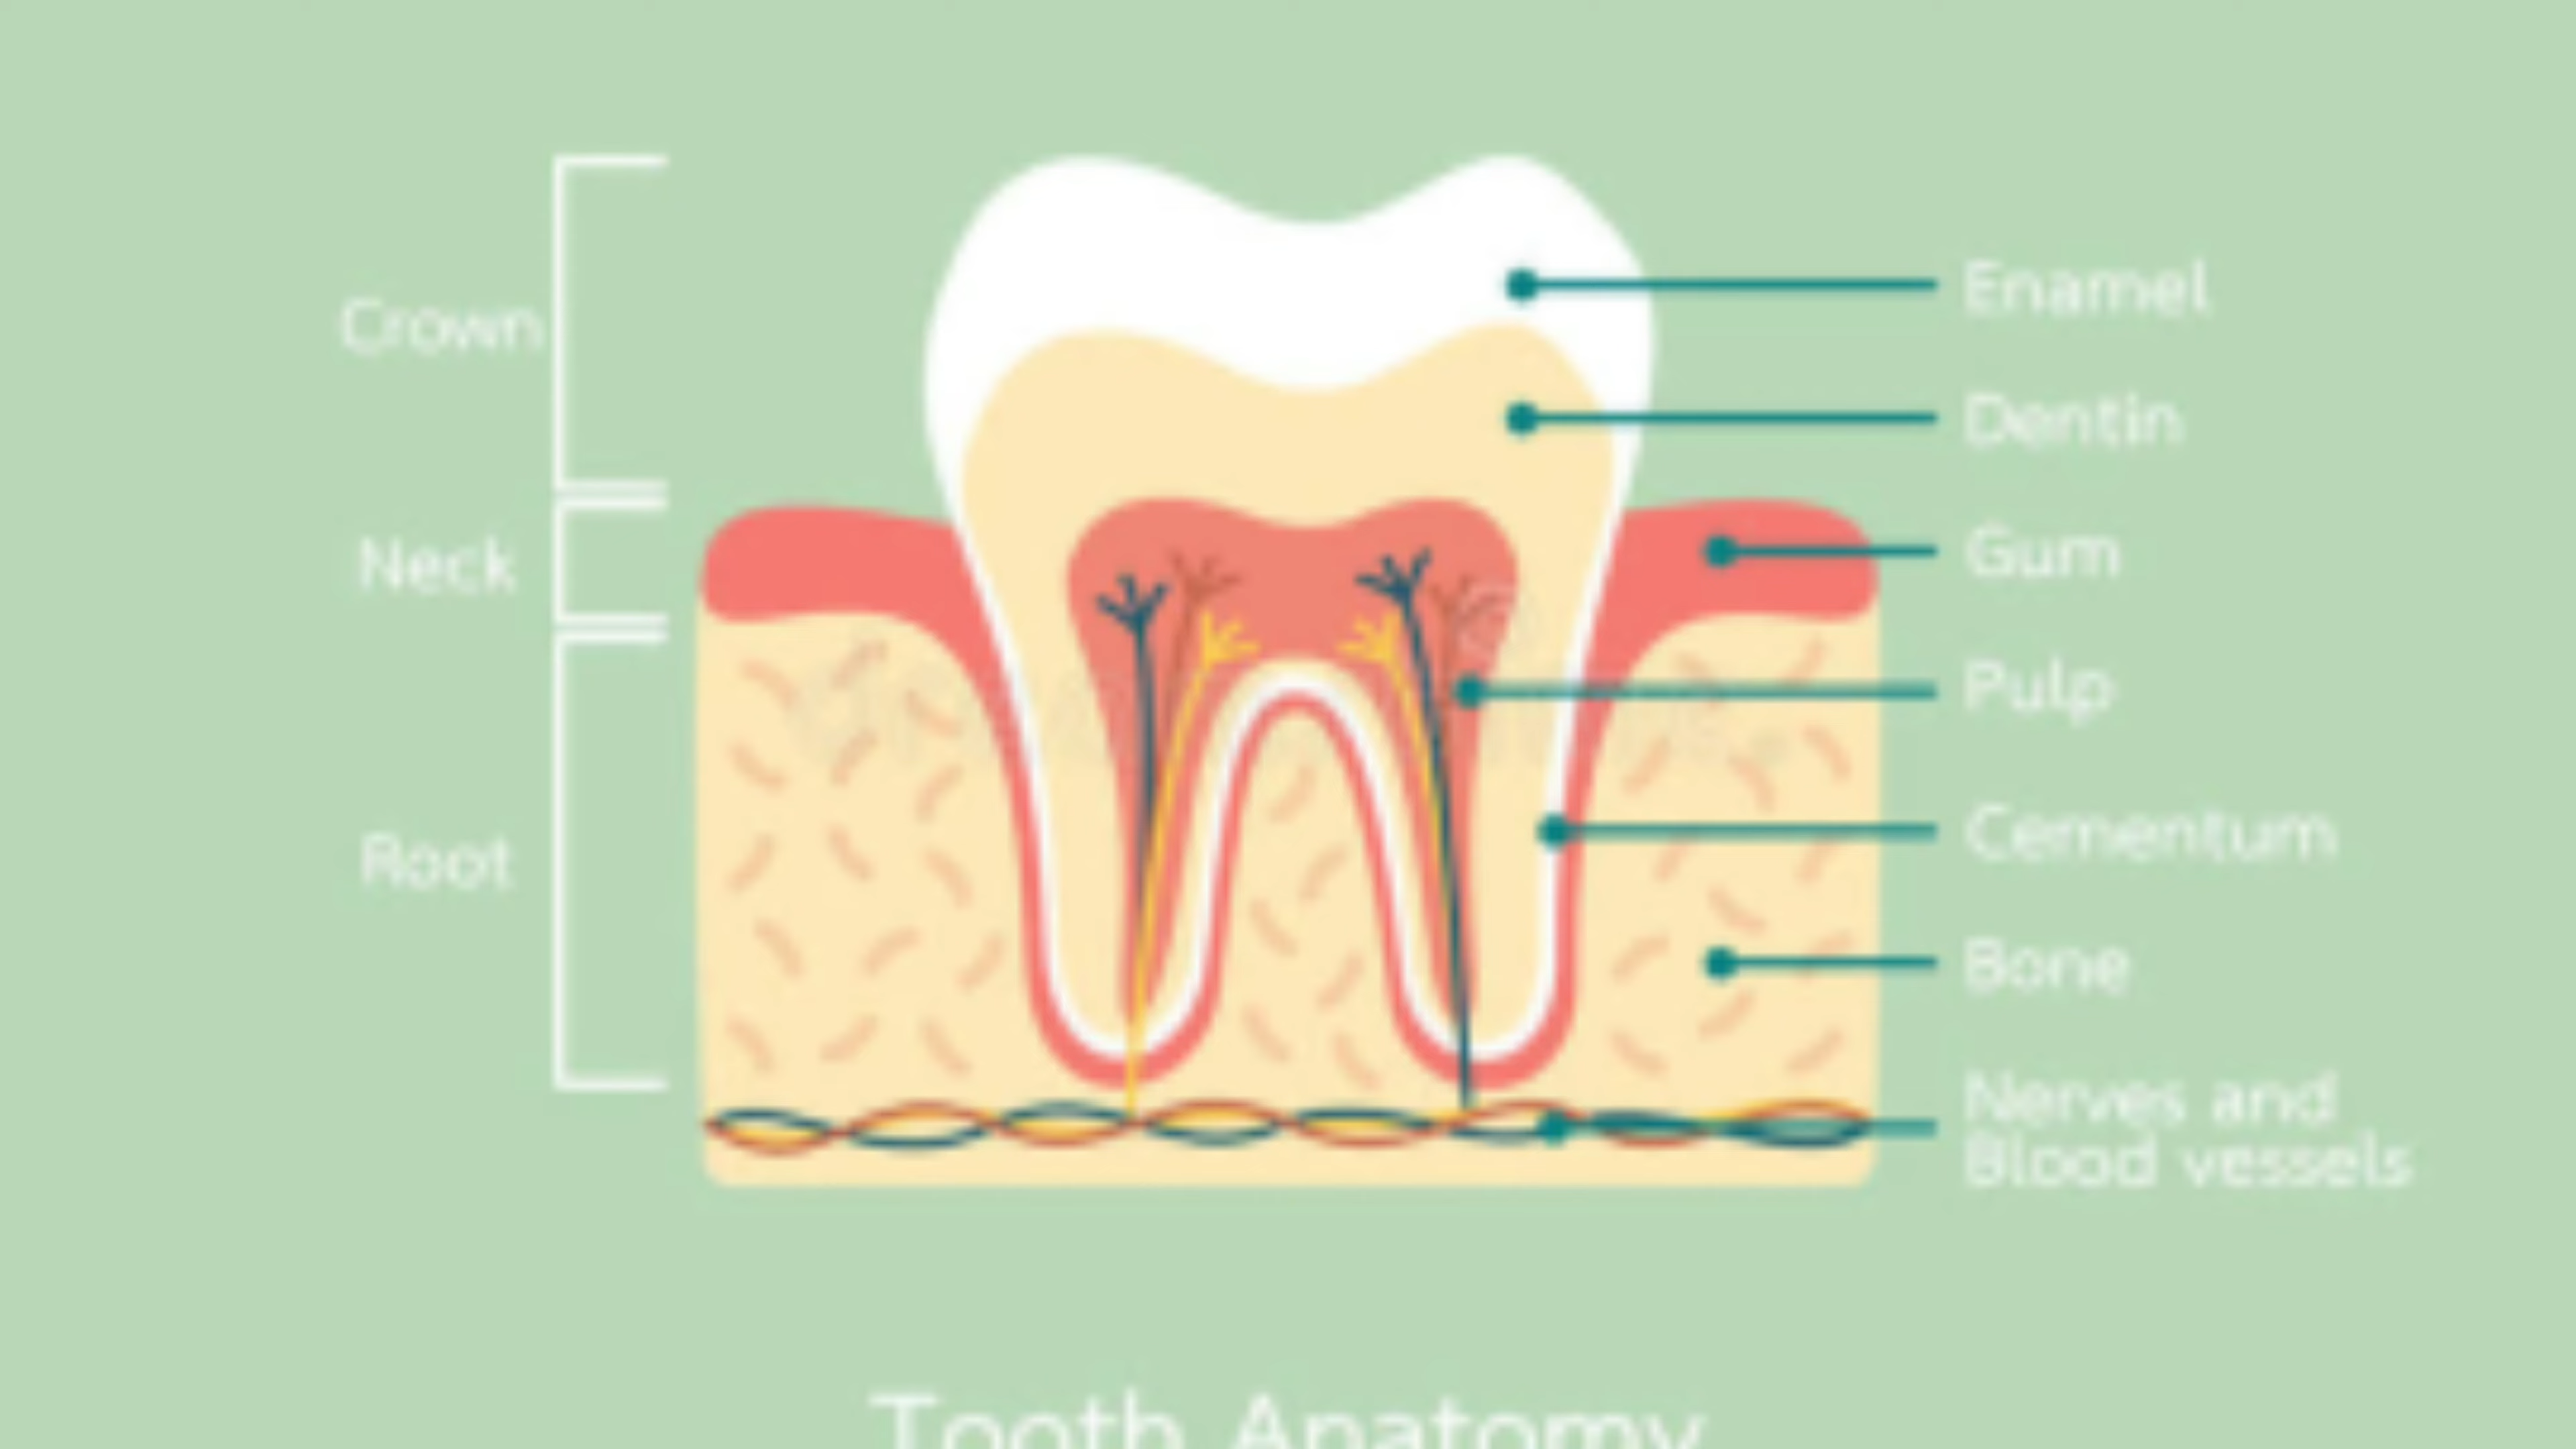 Crown
Neck
Root
Enamel
Dentin
Gum
Pulp
Cementum
Bone
Nerves and
Blood vessels
Tooth Anatomy